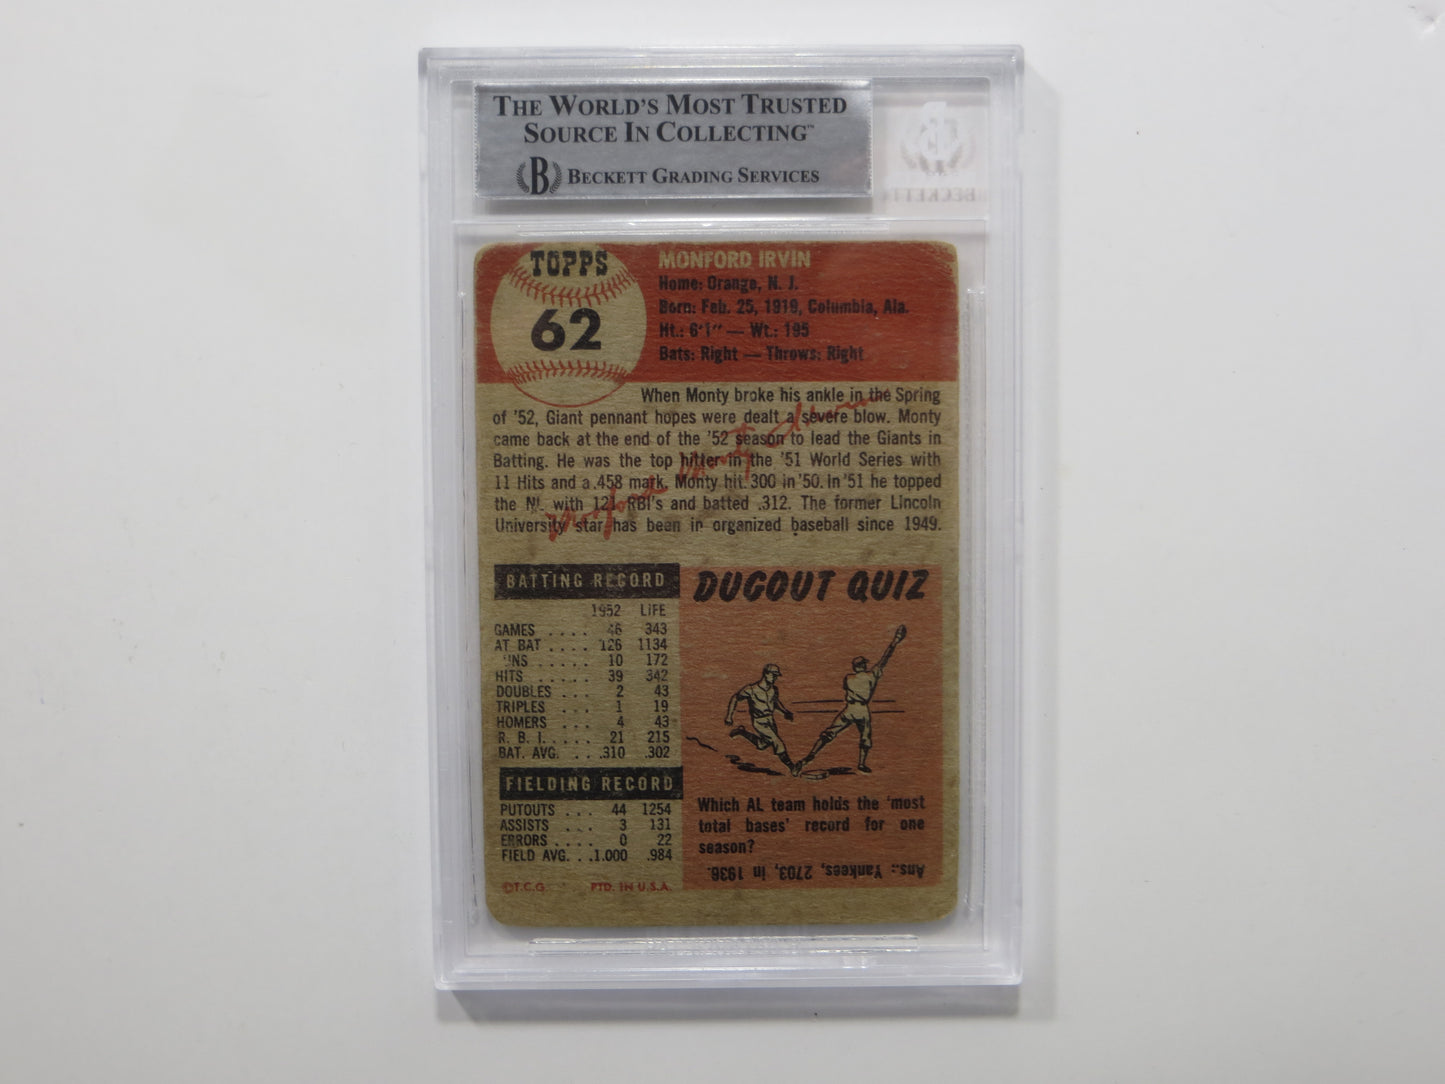 THE WORLD'S MOST TRUSTED
SOURCE IN COLLECTING™
B BECKETT GRADING SERVICES
BECKETT
TOPPS
62
MONFORD IRVIN
Home: Orange, N. J.
Born: Feb. 25, 1919, Columbia, Ala.
Ht.: 6'1" — Wt.: 195
Bats: Right — Throws: Right
When Monty broke his ankle in the Spring
of '52, Giant pennant hopes were dealt a severe blow. Monty
came back at the end of the '52 season to lead the Giants in
Batting. He was the top hitter in the '51 World Series with
11 Hits and a .458 mark. Monty hit .300 in '50. In '51 he topped
the NL with 121 RBI's and batted .312. The former Lincoln
University star has been in organized baseball since 1949.
Monford Monty Irvin
BATTING RECORD
1952 LIFE
GAMES .... 46 343
AT BAT .... 126 1134
UNS ..... 10 172
HITS ..... 39 342
DOUBLES ... 2 43
TRIPLES ... 1 19
HOMERS ... 4 43
R. B. I. .... 21 215
BAT. AVG. ... .310 .302
FIELDING RECORD
PUTOUTS ... 44 1254
ASSISTS ... 3 131
ERRORS .... 0 22
FIELD AVG. ..1.000 .984
©T.C.G. PTD. IN U.S.A.
DUGOUT QUIZ
Which AL team holds the 'most
total bases' record for one
season?
Ans.: Yankees, 2703, in 1936.